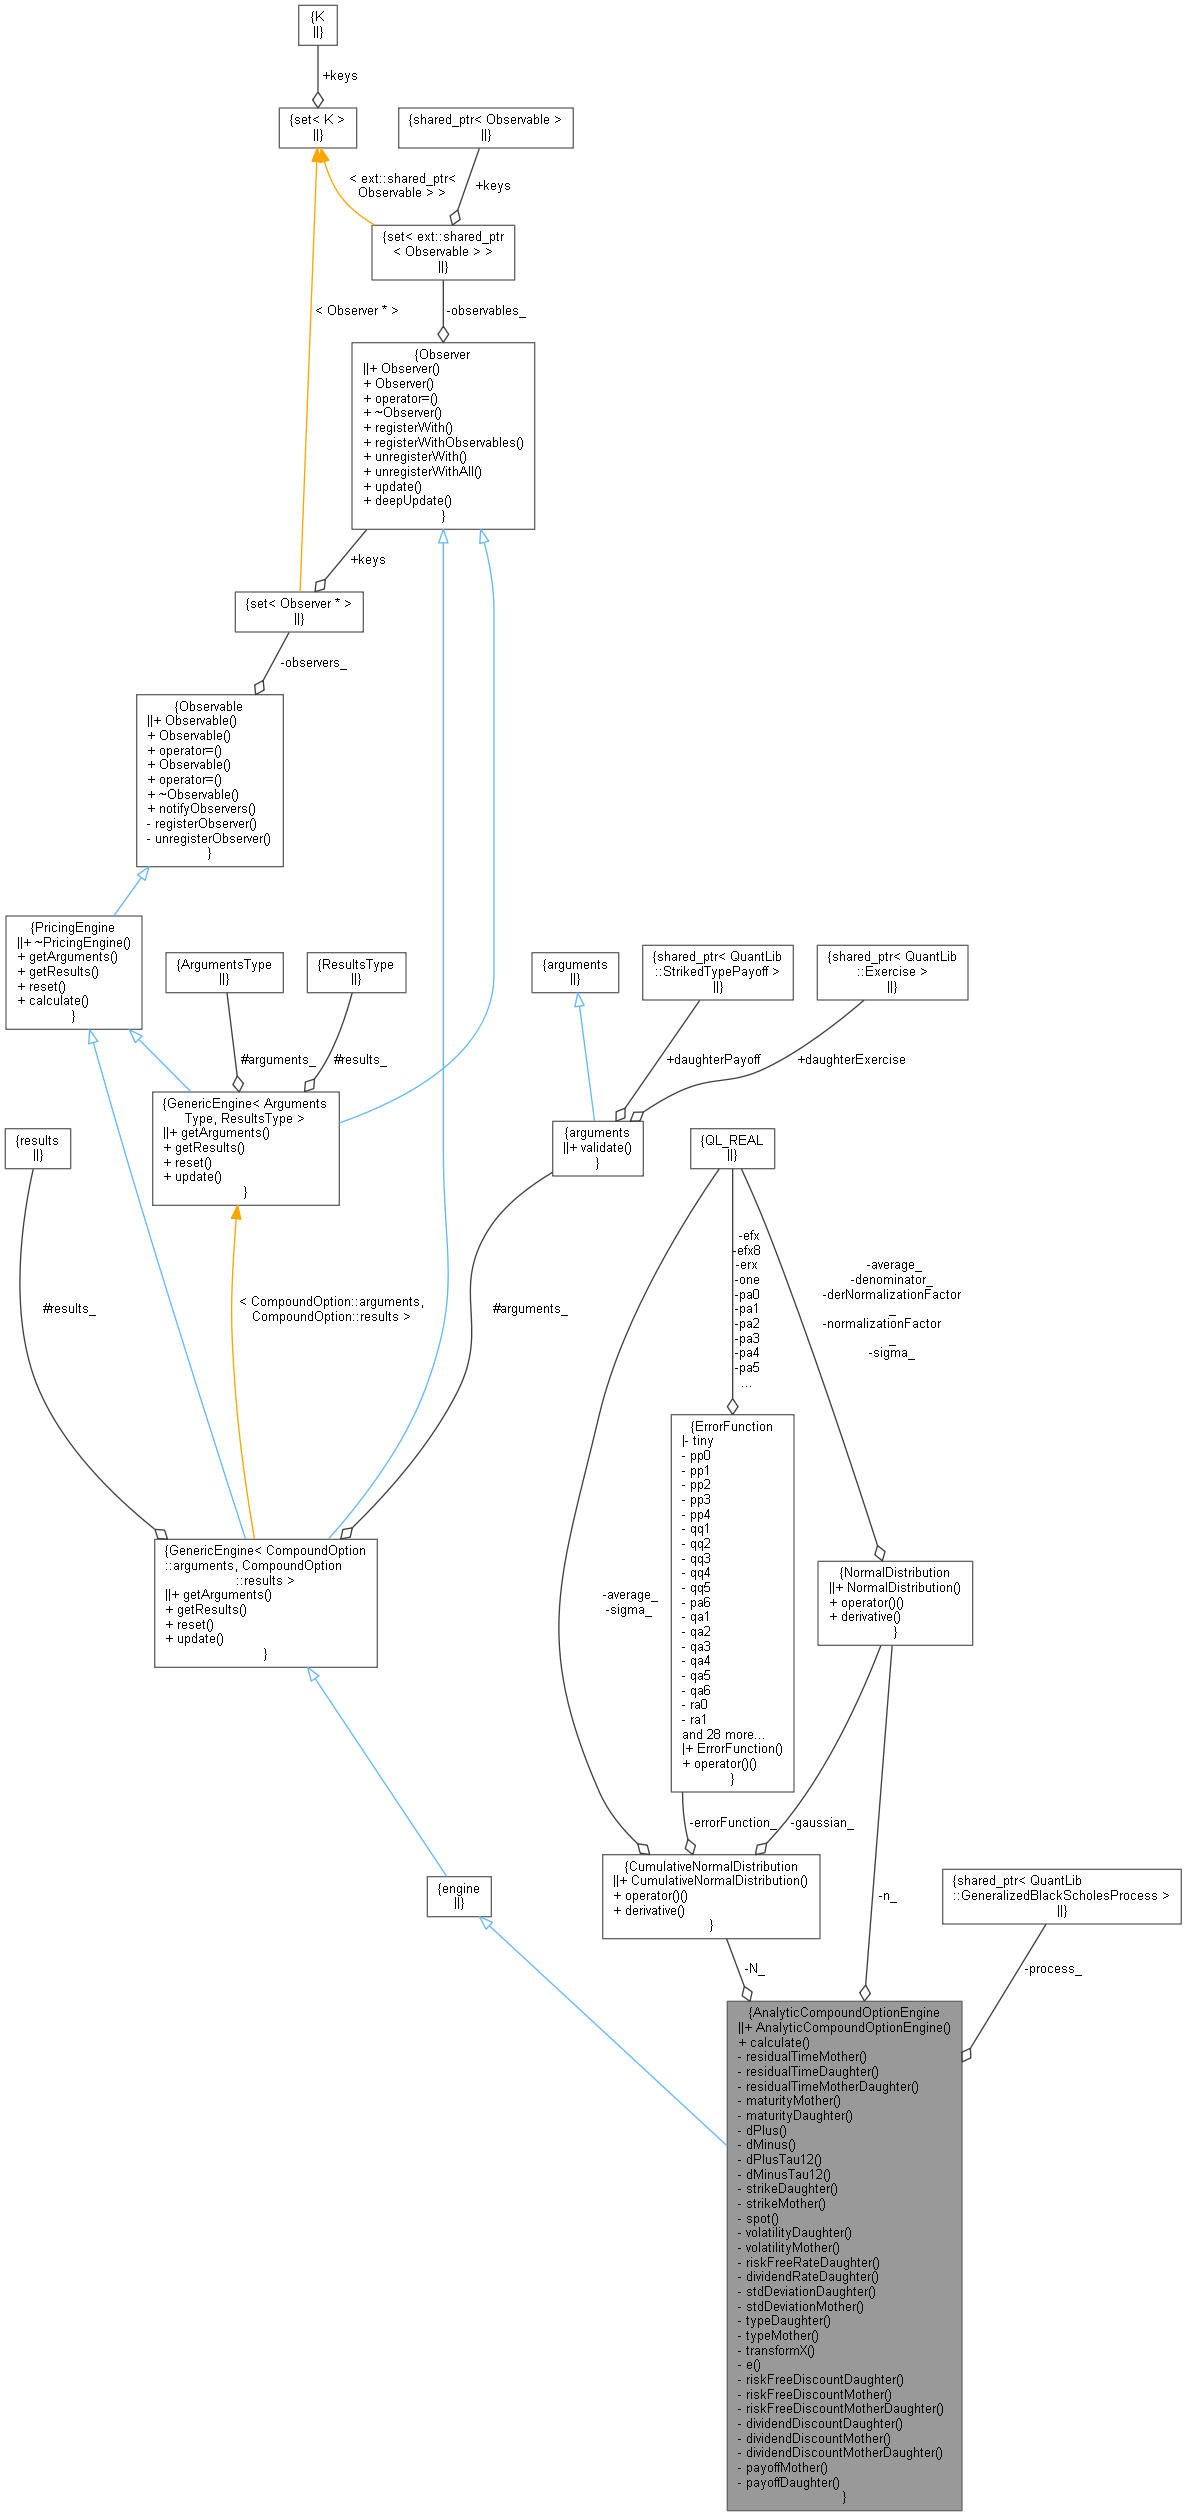 {K
||}
+keys
{set< K >
||}
{shared_ptr< Observable >
||}
< ext::shared_ptr<
Observable > >
+keys
{set< ext::shared_ptr
< Observable > >
||}
< Observer * >
-observables_
{Observer
||+ Observer()
+ Observer()
+ operator=()
+ ~Observer()
+ registerWith()
+ registerWithObservables()
+ unregisterWith()
+ unregisterWithAll()
+ update()
+ deepUpdate()
}
+keys
{set< Observer * >
||}
-observers_
{Observable
||+ Observable()
+ Observable()
+ operator=()
+ Observable()
+ operator=()
+ ~Observable()
+ notifyObservers()
- registerObserver()
- unregisterObserver()
}
{PricingEngine
||+ ~PricingEngine()
+ getArguments()
+ getResults()
+ reset()
+ calculate()
}
{ArgumentsType
||}
{ResultsType
||}
{arguments
||}
{shared_ptr< QuantLib
::StrikedTypePayoff >
||}
{shared_ptr< QuantLib
::Exercise >
||}
#arguments_
#results_
+daughterPayoff
+daughterExercise
{GenericEngine< Arguments
Type, ResultsType >
||+ getArguments()
+ getResults()
+ reset()
+ update()
}
{results
||}
{arguments
||+ validate()
}
{QL_REAL
||}
#results_
< CompoundOption::arguments,
CompoundOption::results >
#arguments_
-efx
-efx8
-erx
-one
-pa0
-pa1
-pa2
-pa3
-pa4
-pa5
...
-average_
-denominator_
-derNormalizationFactor
_
-normalizationFactor
_
-sigma_
{ErrorFunction
|- tiny
- pp0
- pp1
- pp2
- pp3
- pp4
- qq1
- qq2
- qq3
- qq4
- qq5
- pa6
- qa1
- qa2
- qa3
- qa4
- qa5
- qa6
- ra0
- ra1
and 28 more...
|+ ErrorFunction()
+ operator()()
}
{GenericEngine< CompoundOption
::arguments, CompoundOption
::results >
||+ getArguments()
+ getResults()
+ reset()
+ update()
}
-average_
-sigma_
{NormalDistribution
||+ NormalDistribution()
+ operator()()
+ derivative()
}
-errorFunction_
-gaussian_
{engine
||}
{CumulativeNormalDistribution
||+ CumulativeNormalDistribution()
+ operator()()
+ derivative()
}
-n_
{shared_ptr< QuantLib
::GeneralizedBlackScholesProcess >
||}
-N_
-process_
{AnalyticCompoundOptionEngine
||+ AnalyticCompoundOptionEngine()
+ calculate()
- residualTimeMother()
- residualTimeDaughter()
- residualTimeMotherDaughter()
- maturityMother()
- maturityDaughter()
- dPlus()
- dMinus()
- dPlusTau12()
- dMinusTau12()
- strikeDaughter()
- strikeMother()
- spot()
- volatilityDaughter()
- volatilityMother()
- riskFreeRateDaughter()
- dividendRateDaughter()
- stdDeviationDaughter()
- stdDeviationMother()
- typeDaughter()
- typeMother()
- transformX()
- e()
- riskFreeDiscountDaughter()
- riskFreeDiscountMother()
- riskFreeDiscountMotherDaughter()
- dividendDiscountDaughter()
- dividendDiscountMother()
- dividendDiscountMotherDaughter()
- payoffMother()
- payoffDaughter()
}